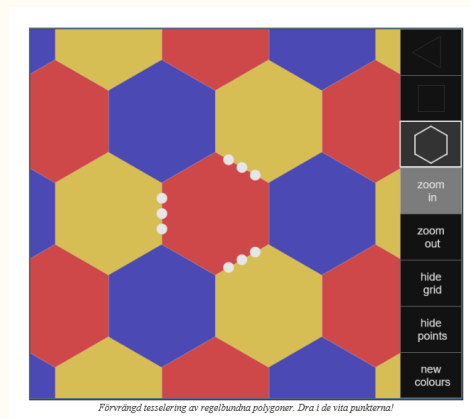 zoom
in
zoom
out
hide
grid
hide
points
new
colours
Förvrängd tesselering av regelbundna polygoner. Dra i de vita punkterna!